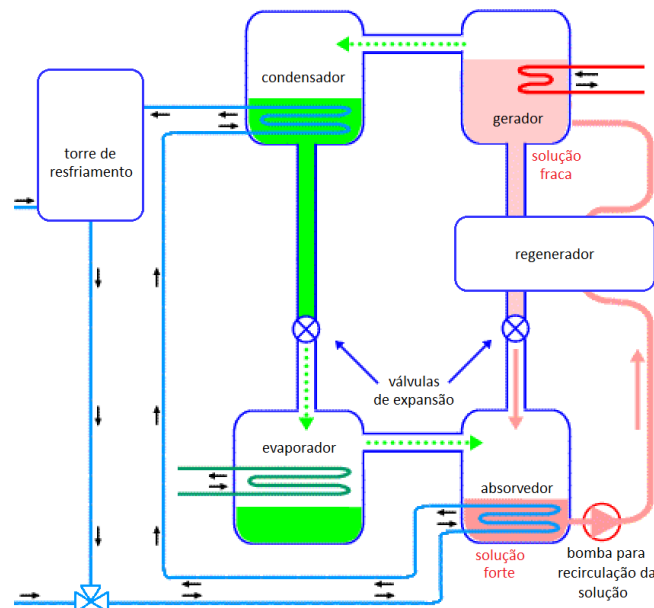 condensador
gerador
solução
fraca
torre de
resfriamento
regenerador
válvulas
de expansão
evaporador
absorvedor
solução
forte
bomba para
recirculação da
solução